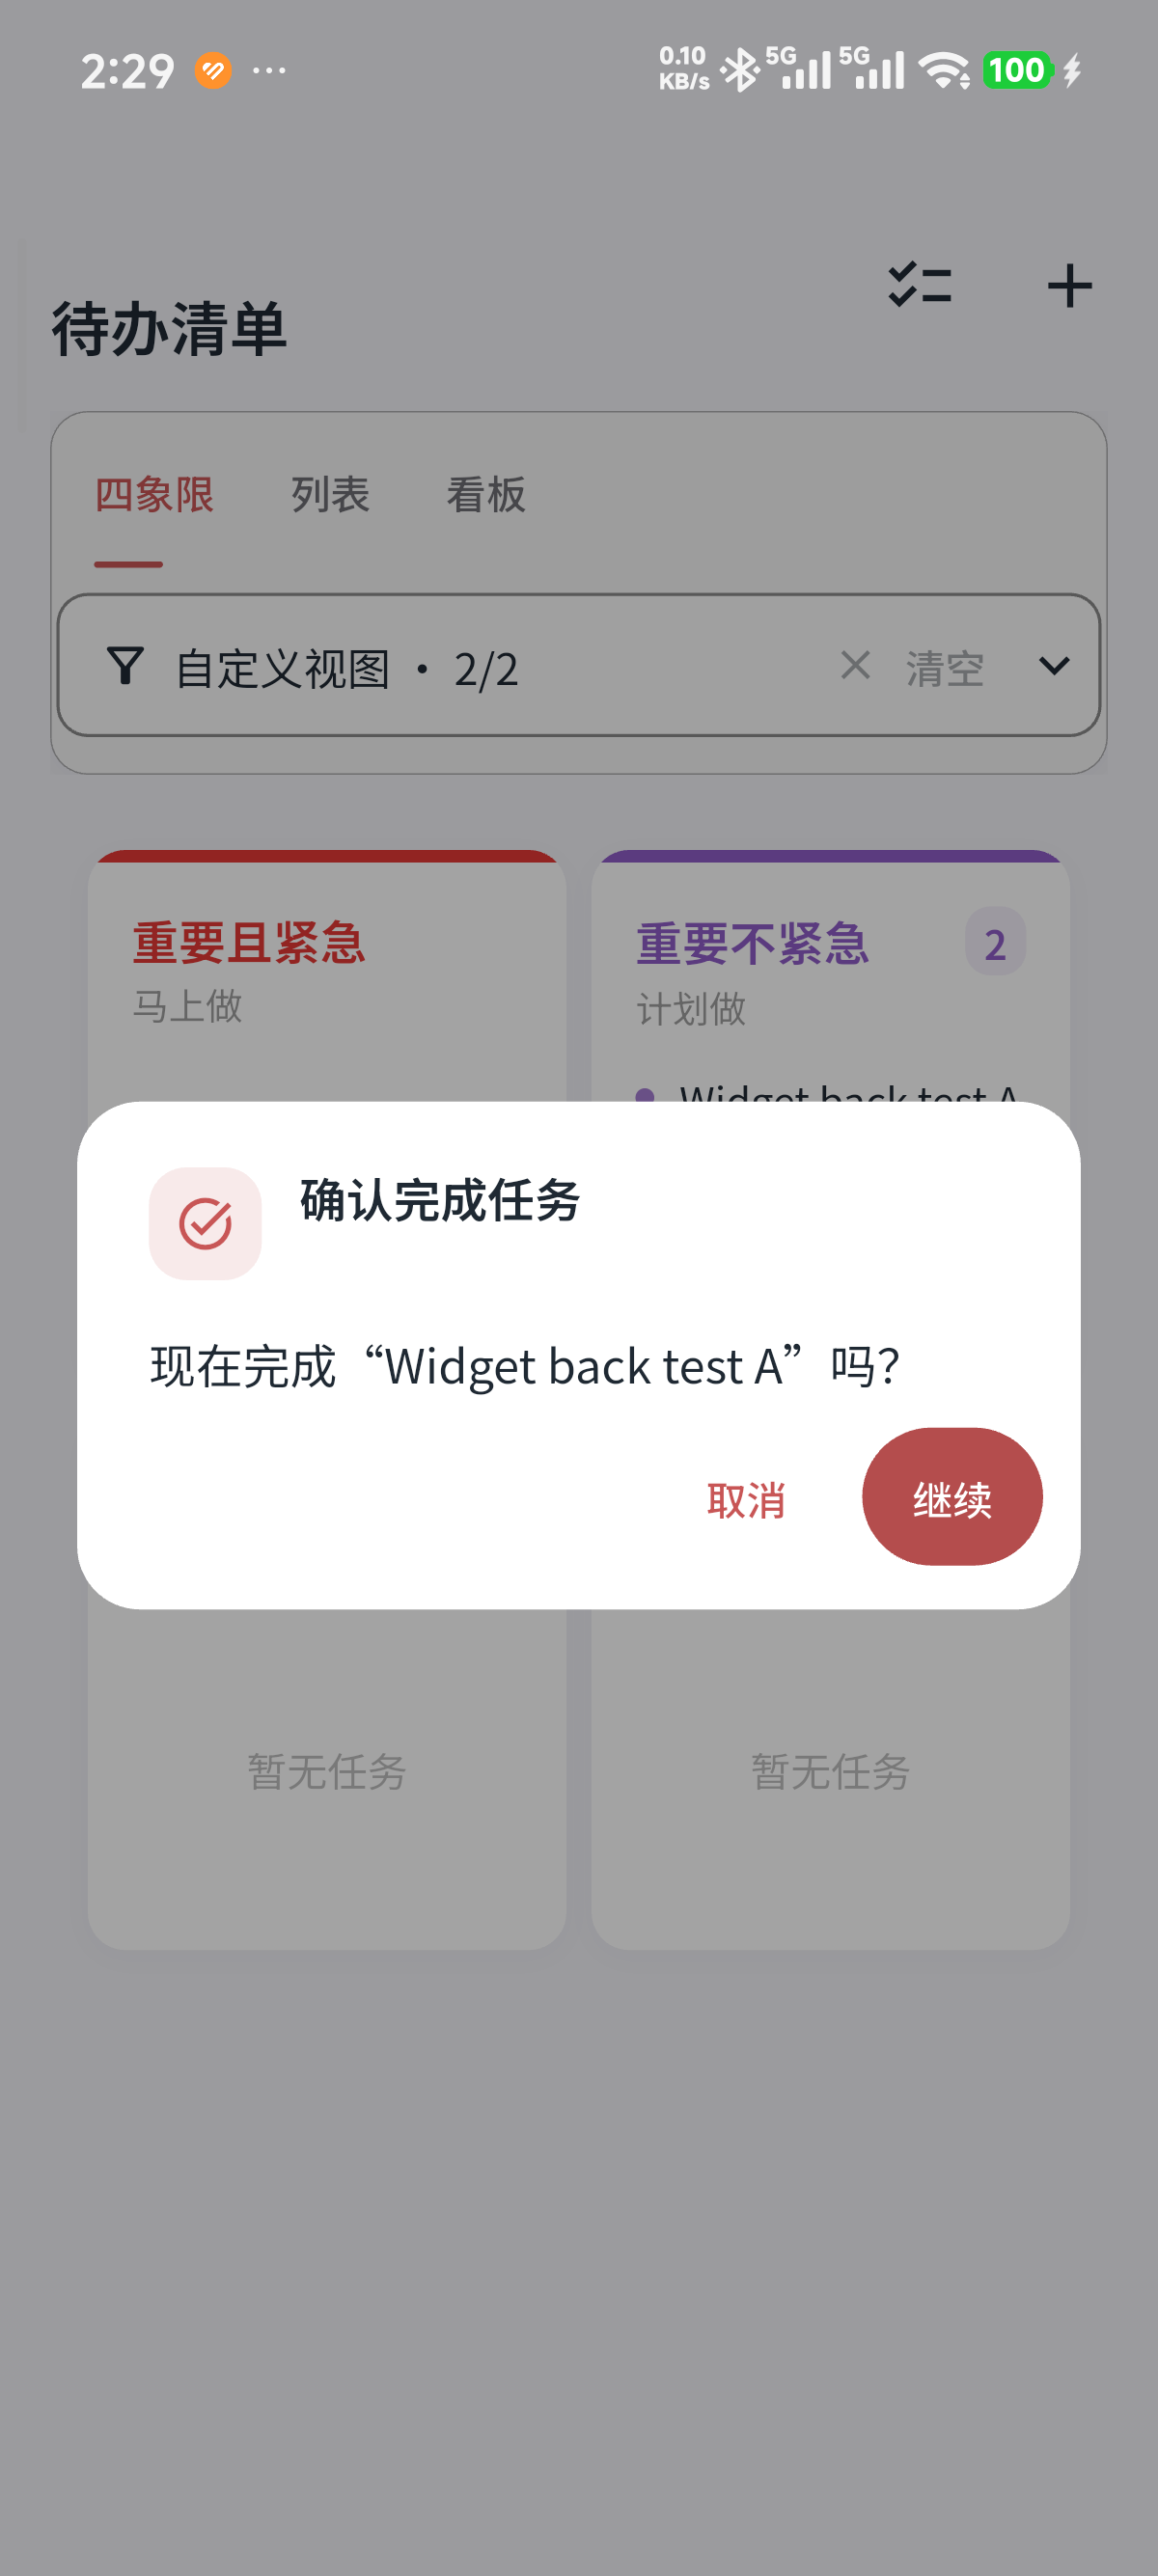 2:29 ... 0.10 KB/s 5G 5G 100
待办清单
四象限 列表 看板
自定义视图 • 2/2 清空
重要且紧急
马上做
重要不紧急 2
计划做
Widget back test A
确认完成任务
现在完成“Widget back test A”吗？
取消 继续
暂无任务 暂无任务